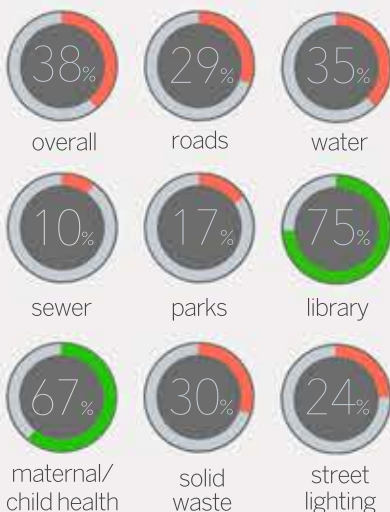 38% 29% 35%
overall roads water
10% 17% 75%
sewer parks library
67% 30% 24%
maternal/
child health
solid
waste
street
lighting